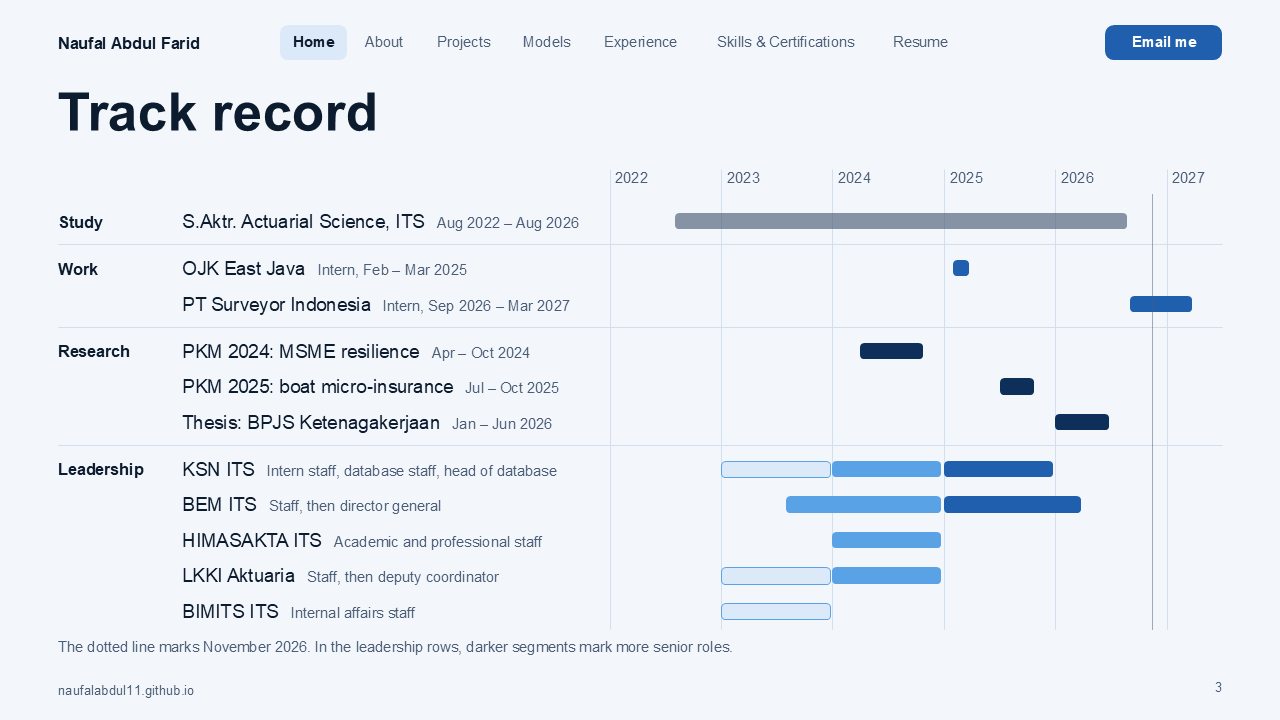 Naufal Abdul Farid Home About Projects Models Experience Skills & Certifications Resume Email me
Track record
2022 2023 2024 2025 2026 2027
Study S.Aktr. Actuarial Science, ITS Aug 2022 – Aug 2026
Work OJK East Java Intern, Feb – Mar 2025
PT Surveyor Indonesia Intern, Sep 2026 – Mar 2027
Research PKM 2024: MSME resilience Apr – Oct 2024
PKM 2025: boat micro-insurance Jul – Oct 2025
Thesis: BPJS Ketenagakerjaan Jan – Jun 2026
Leadership KSN ITS Intern staff, database staff, head of database
BEM ITS Staff, then director general
HIMASAKTA ITS Academic and professional staff
LKKI Aktuaria Staff, then deputy coordinator
BIMITS ITS Internal affairs staff
The dotted line marks November 2026. In the leadership rows, darker segments mark more senior roles.
naufalabdul11.github.io 3